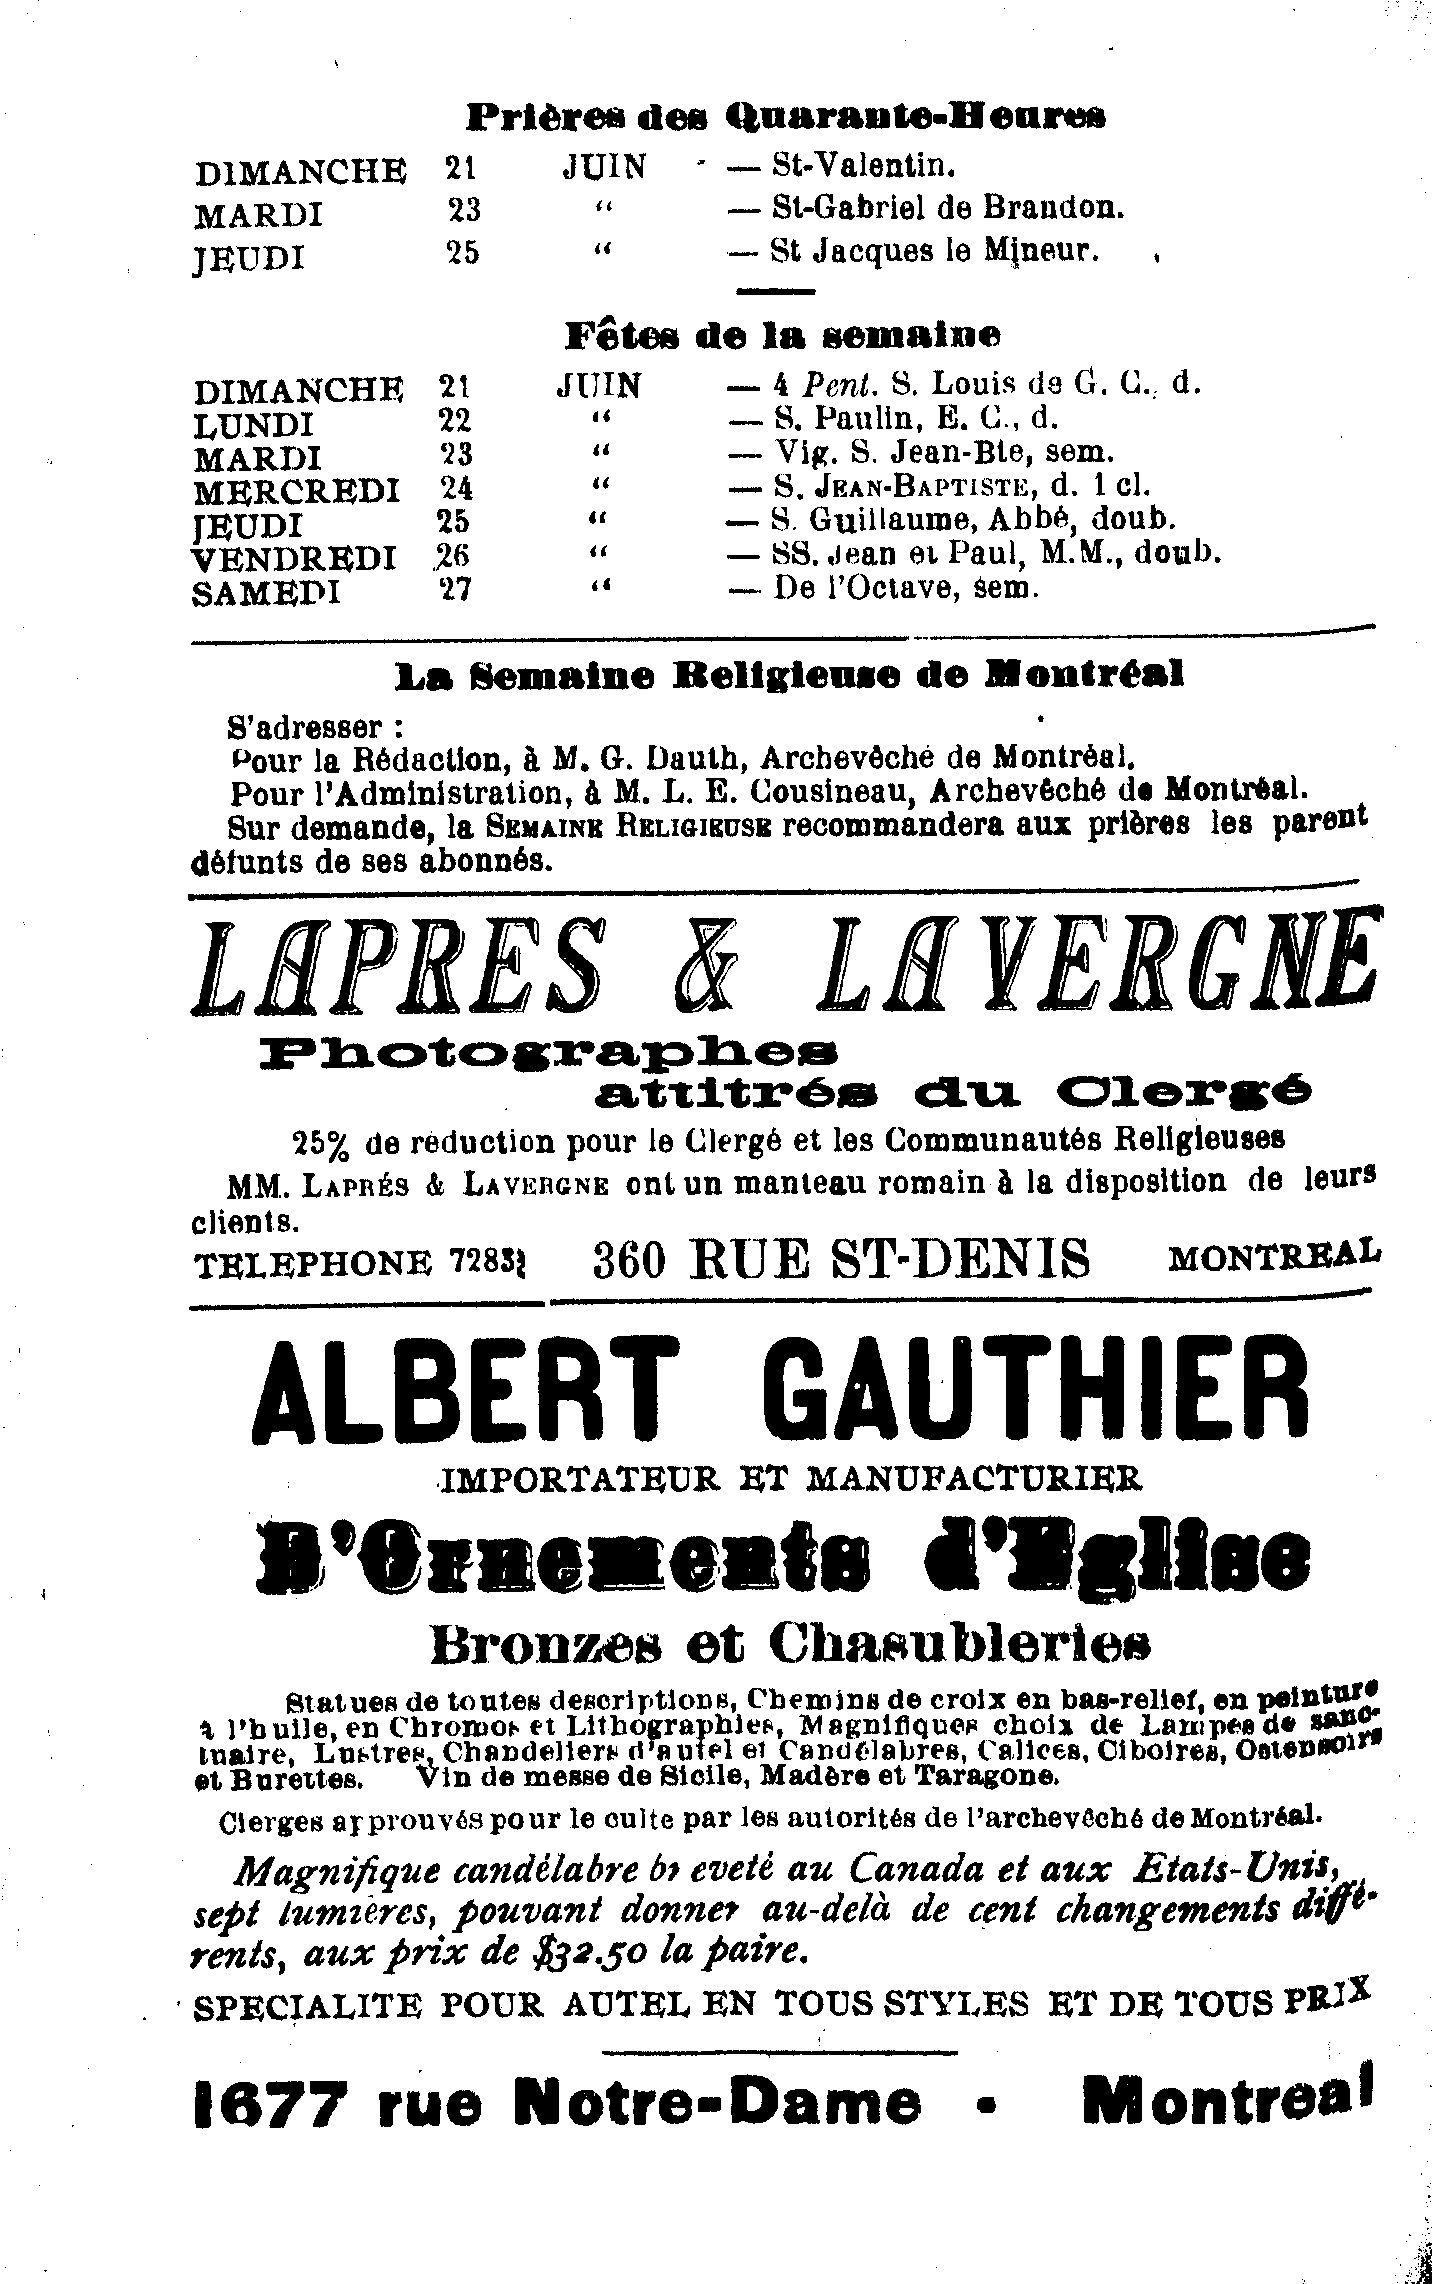 Prières des Quarante-Heures
DIMANCHE 21 JUIN — St-Valentin.
MARDI 23 “ — St-Gabriel de Brandon.
JEUDI 25 “ — St Jacques le Mineur.
Fêtes de la semaine
DIMANCHE 21 JUIN — 4 Pent. S. Louis de G. C., d.
LUNDI 22 “ — S. Paulin, E. C., d.
MARDI 23 “ — Vig. S. Jean-Bte, sem.
MERCREDI 24 “ — S. JEAN-BAPTISTE, d. 1 cl.
JEUDI 25 “ — S. Guillaume, Abbé, doub.
VENDREDI 26 “ — SS. Jean et Paul, M.M., doub.
SAMEDI 27 “ — De l'Octave, sem.
La Semaine Religieuse de Montréal
S'adresser :
Pour la Rédaction, à M. G. Dauth, Archevêché de Montréal.
Pour l'Administration, à M. L. E. Cousineau, Archevêché de Montréal.
Sur demande, la SEMAINE RELIGIEUSE recommandera aux prières les parent
défunts de ses abonnés.
LAPRES & LAVERGNE
Photographes
attitrés du Clergé
25% de réduction pour le Clergé et les Communautés Religieuses
MM. LAPRÉS & LAVERGNE ont un manteau romain à la disposition de leurs
clients.
TELEPHONE 7283 360 RUE ST-DENIS MONTREAL
ALBERT GAUTHIER
IMPORTATEUR ET MANUFACTURIER
D'Ornements d'Eglise
Bronzes et Chasubleries
Statues de toutes descriptions, Chemins de croix en bas-relief, en peinture
à l'huile, en Chromos et Lithographies, Magnifiques choix de Lampes de sanc-
tuaire, Lustres, Chandeliers d'autel et Candélabres, Calices, Ciboires, Ostensoirs
et Burettes. Vin de messe de Sicile, Madère et Taragone.
Cierges approuvés pour le culte par les autorités de l'archevêché de Montréal.
Magnifique candélabre breveté au Canada et aux Etats-Unis,
sept lumières, pouvant donner au-delà de cent changements diffé-
rents, aux prix de $32.50 la paire.
SPECIALITE POUR AUTEL EN TOUS STYLES ET DE TOUS PRIX
1677 rue Notre-Dame - Montreal